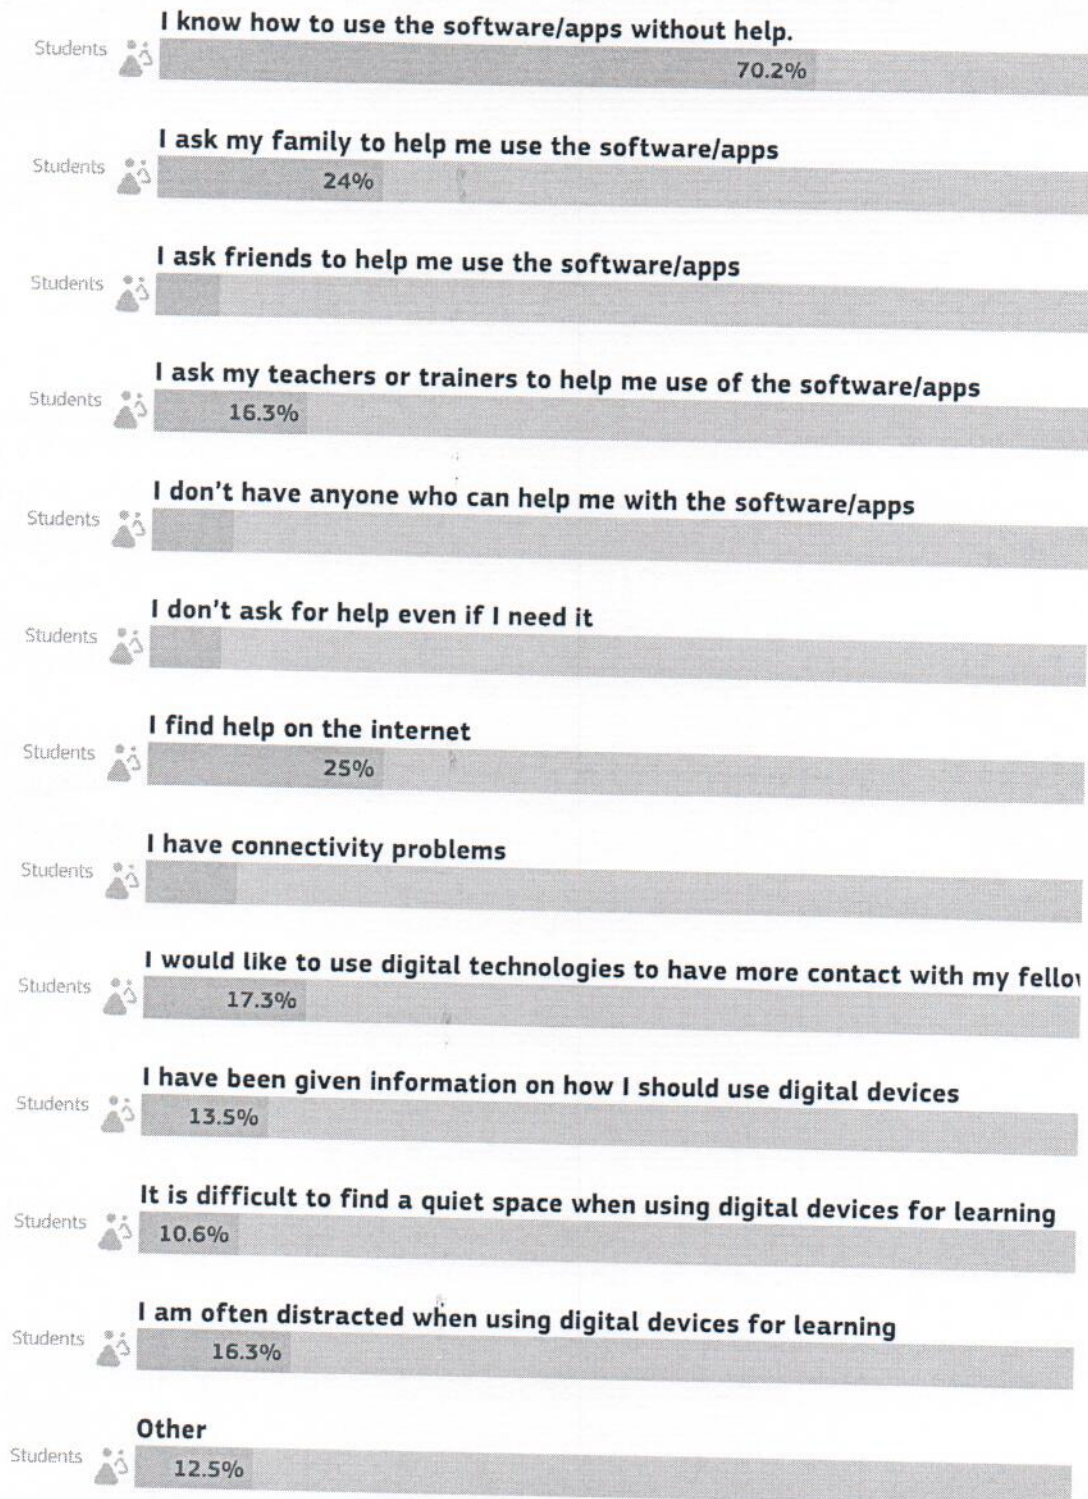 I know how to use the software/apps without help.
Students
70.2%
I ask my family to help me use the software/apps
Students
24%
I ask friends to help me use the software/apps
Students
I ask my teachers or trainers to help me use of the software/apps
Students
16.3%
I don't have anyone who can help me with the software/apps
Students
I don't ask for help even if I need it
Students
I find help on the internet
Students
25%
I have connectivity problems
Students
I would like to use digital technologies to have more contact with my
Students
17.3%
I have been given information on how I should use digital devices
Students
13.5%
It is difficult to find a quiet space when using digital devices for learning
Students
10.6%
I am often distracted when using digital devices for learning
Students
16.3%
Other
Students
12.5%